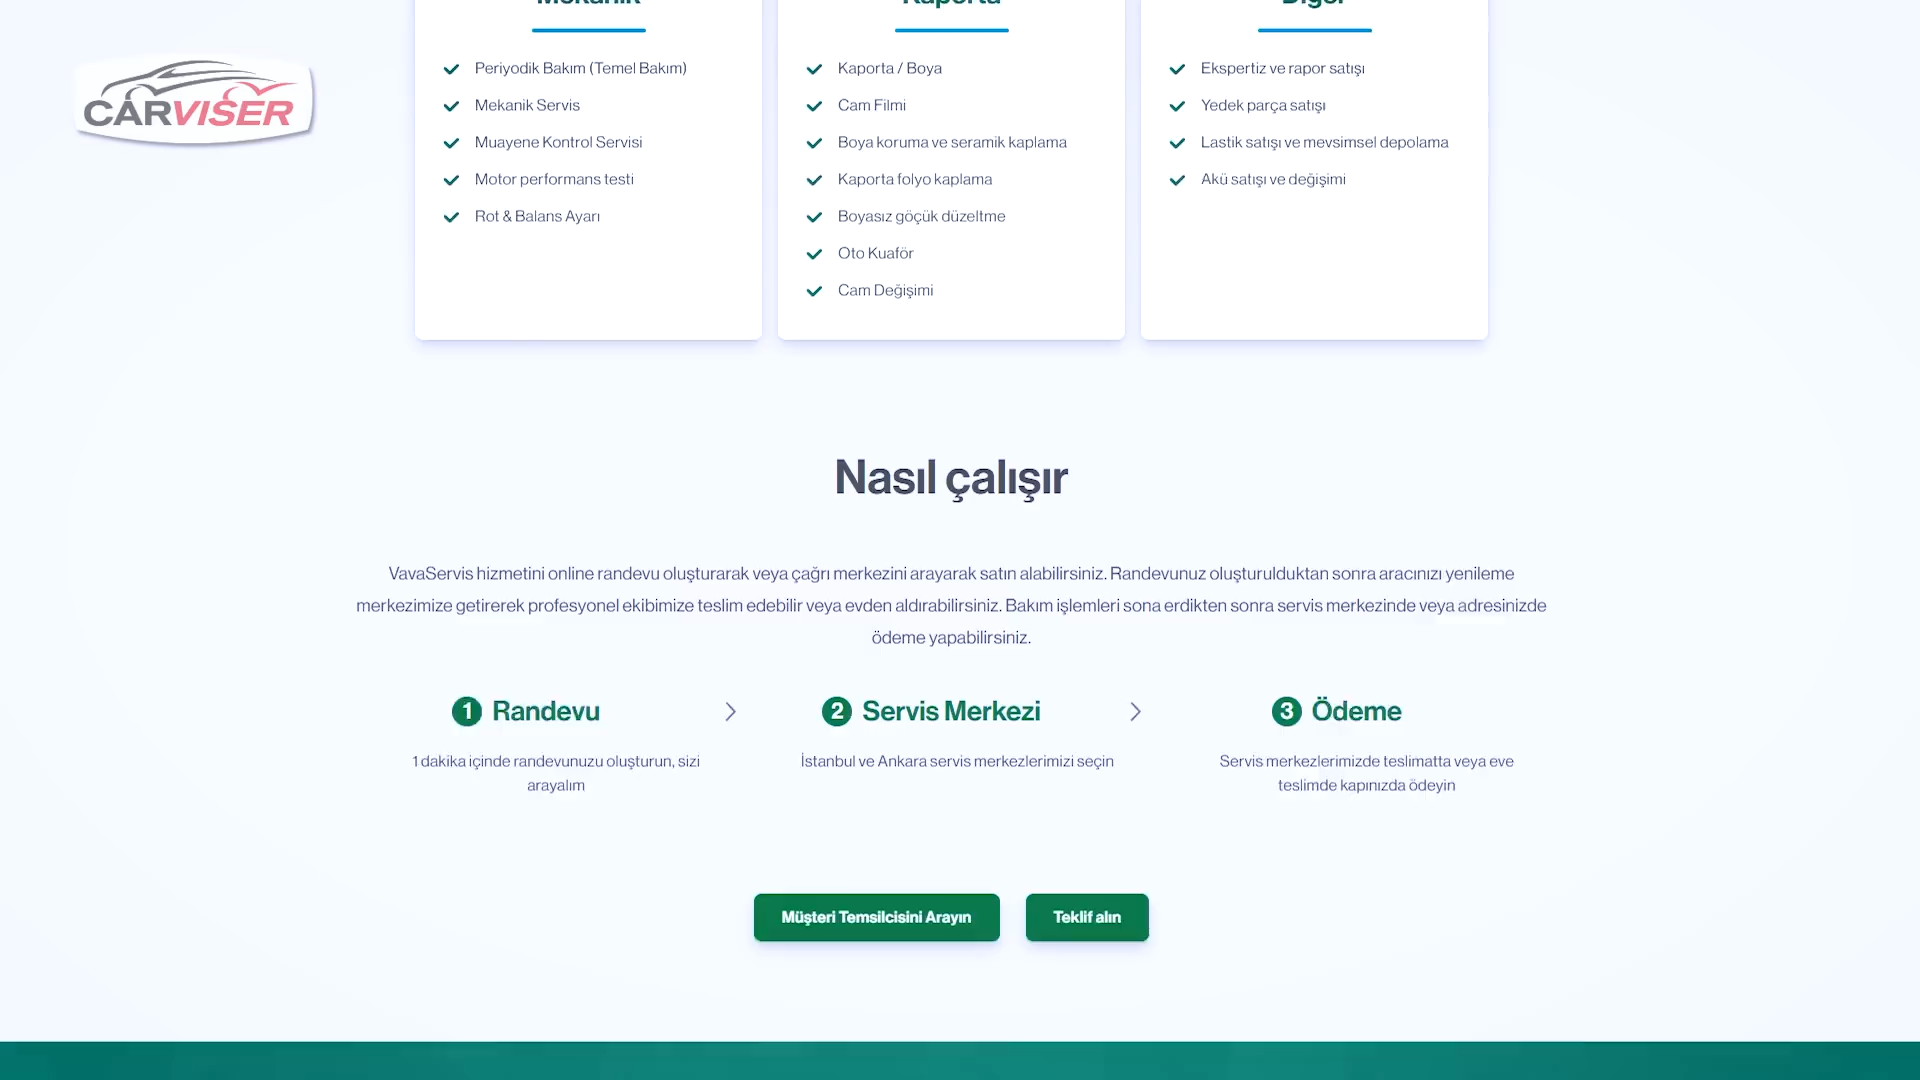 Mekanik
Kaporta
Diğer
CARVISER
Periyodik Bakım (Temel Bakım)
Mekanik Servis
Muayene Kontrol Servisi
Motor performans testi
Rot & Balans Ayarı
Kaporta / Boya
Cam Filmi
Boya koruma ve seramik kaplama
Kaporta folyo kaplama
Boyasız göçük düzeltme
Oto Kuaför
Cam Değişimi
Ekspertiz ve rapor satışı
Yedek parça satışı
Lastik satışı ve mevsimsel depolama
Akü satışı ve değişimi
Nasıl çalışır
VavaServis hizmetini online randevu oluşturarak veya çağrı merkezini arayarak satın alabilirsiniz. Randevunuz oluşturulduktan sonra aracınızı yenileme
merkezimize getirerek profesyonel ekibimize teslim edebilir veya evden aldırabilirsiniz. Bakım işlemleri sona erdikten sonra servis merkezinde veya adresinizde
ödeme yapabilirsiniz.
1 Randevu
1 dakika içinde randevunuzu oluşturun, sizi
arayalım
2 Servis Merkezi
İstanbul ve Ankara servis merkezlerimizi seçin
3 Ödeme
Servis merkezlerimizde teslimatta veya eve
teslimde kapınızda ödeyin
Müşteri Temsilcisini Arayın
Teklif alın